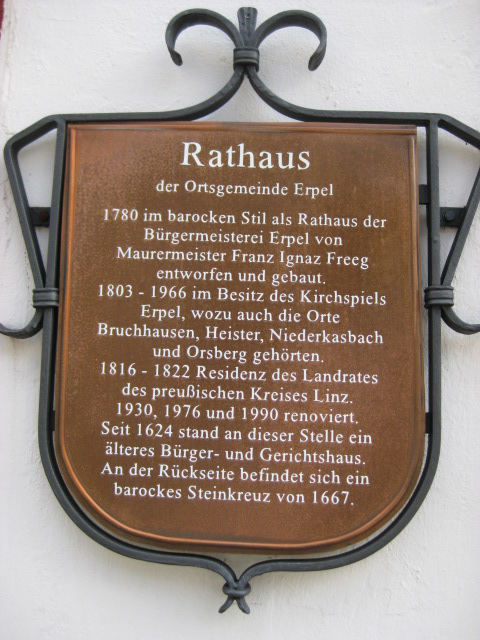 Rathaus
der Ortsgemeinde Erpel
1780 im barocken Stil als Rathaus der
Bürgermeisterei Erpel von
Maurermeister Franz Ignaz Freeg
entworfen und gebaut.
1803 - 1966 im Besitz des Kirchspiels
Erpel, wozu auch die Orte
Bruchhausen, Heister, Niederkasbach
und Orsberg gehörten.
1816 - 1822 Residenz des Landrates
des preußischen Kreises Linz.
1930, 1976 und 1990 renoviert.
Seit 1624 stand an dieser Stelle ein
älteres Bürger- und Gerichtshaus.
An der Rückseite befindet sich ein
barockes Steinkreuz von 1667.